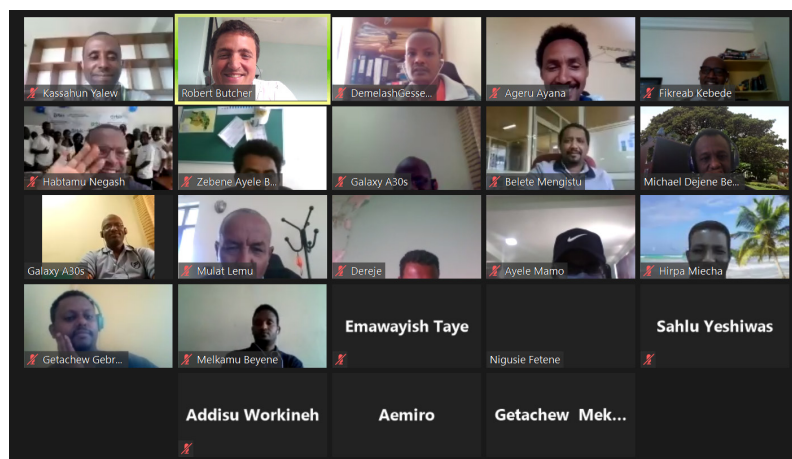 Kassahun Yalew
Robert Butcher
DemelashGesse...
Ageru Ayana
Fikreab Kebede
Habtamu Negash
Zebene Ayele B...
Galaxy A30s
Belete Mengistu
Michael Dejene Be...
Galaxy A30s
Mulat Lemu
Dereje
Ayele Mamo
Hirpa Miecha
Getachew Gebr...
Melkamu Beyene
Emawayish Taye
Nigusie Fetene
Sahlu Yeshiwas
Addisu Workineh
Aemiro
Getachew Mek...